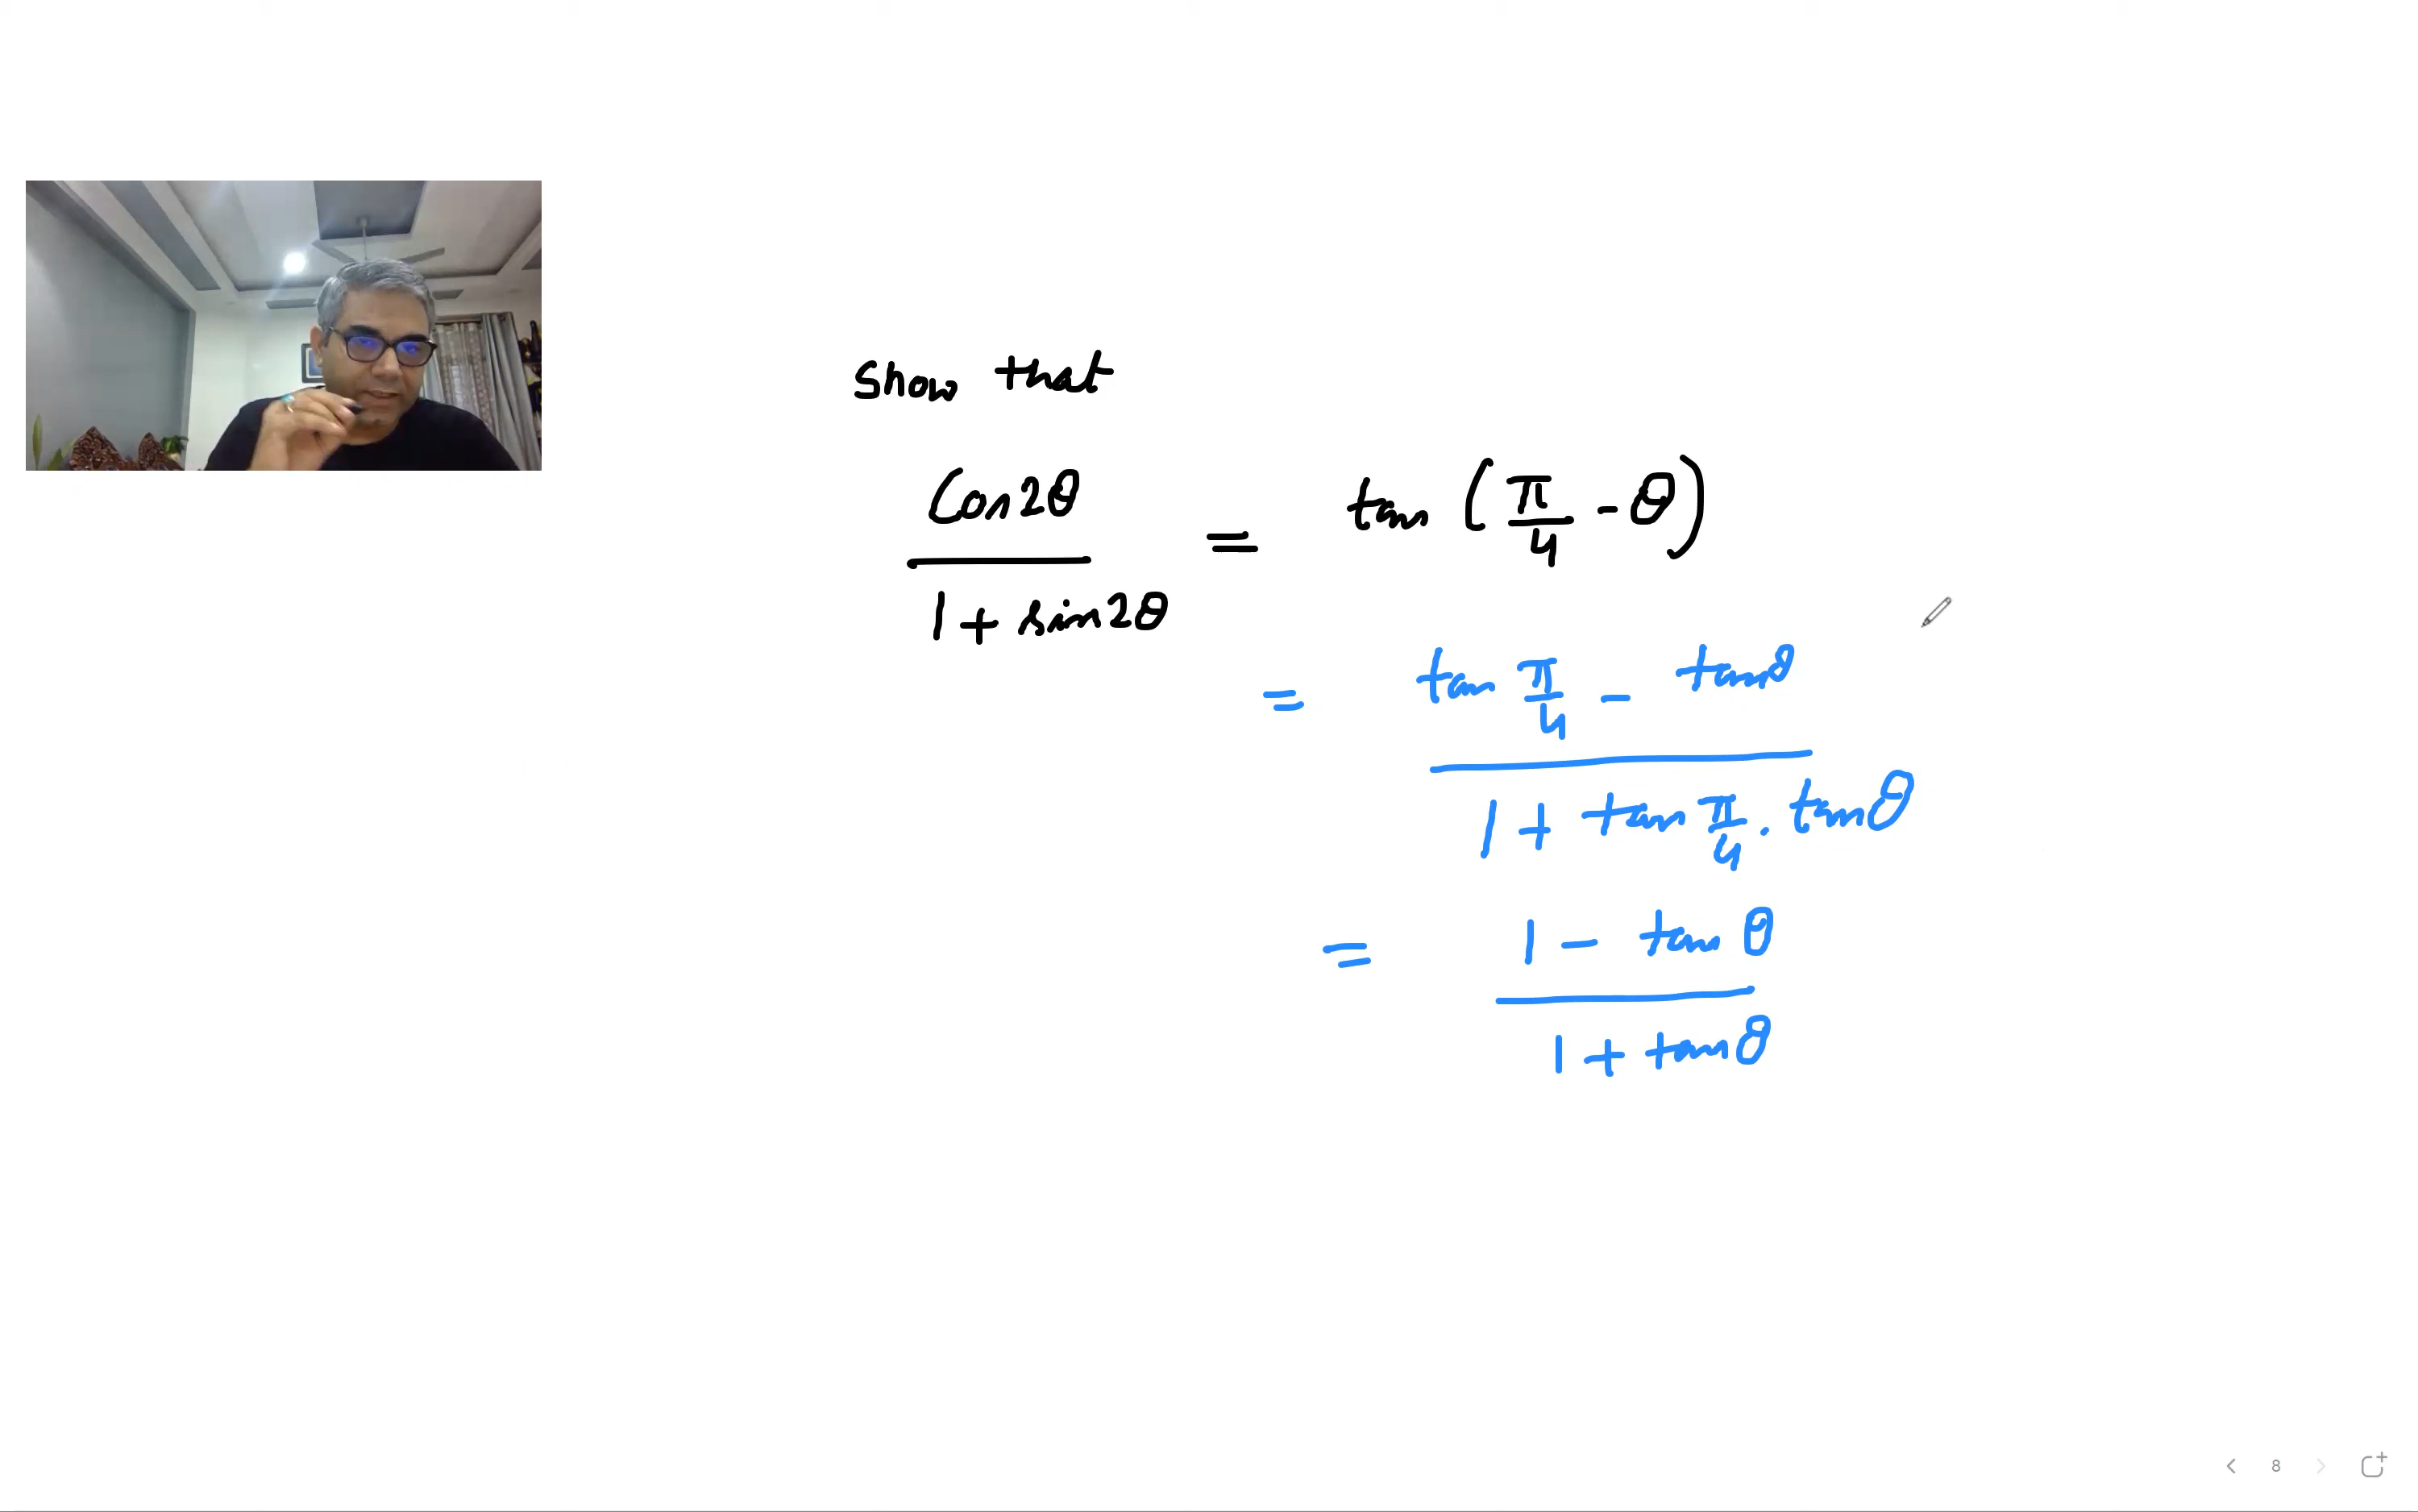 show that
Cos2θ / 1 + sin2θ = tan (π/4 - θ)
= tan π/4 - tanθ / 1 + tan π/4 . tanθ
= 1 - tan θ / 1 + tanθ
8